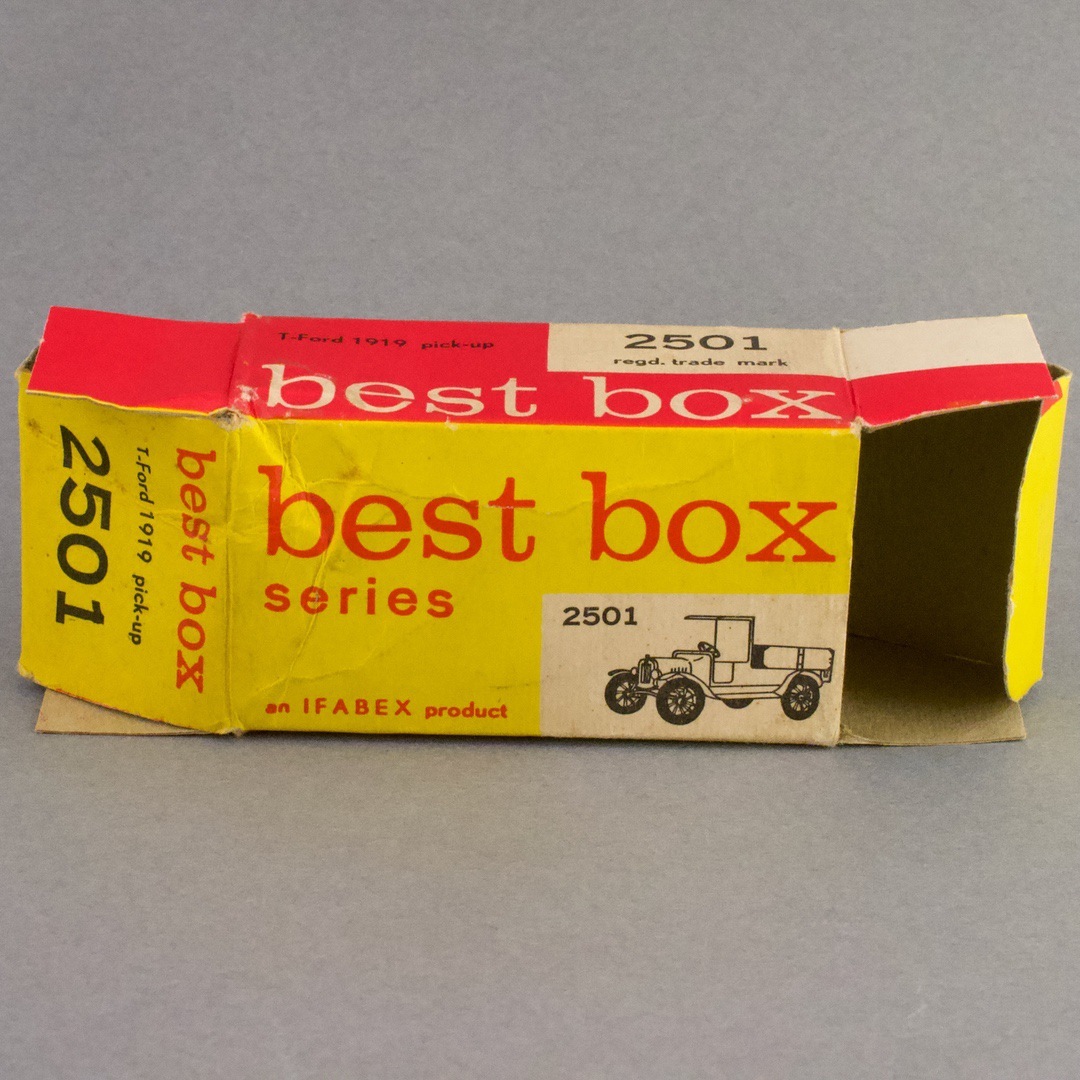 T-Ford 1919 pick-up
2501
regd. trade mark
best box
best box
series
2501
an IFABEX product
best box
T-Ford 1919 pick-up
2501